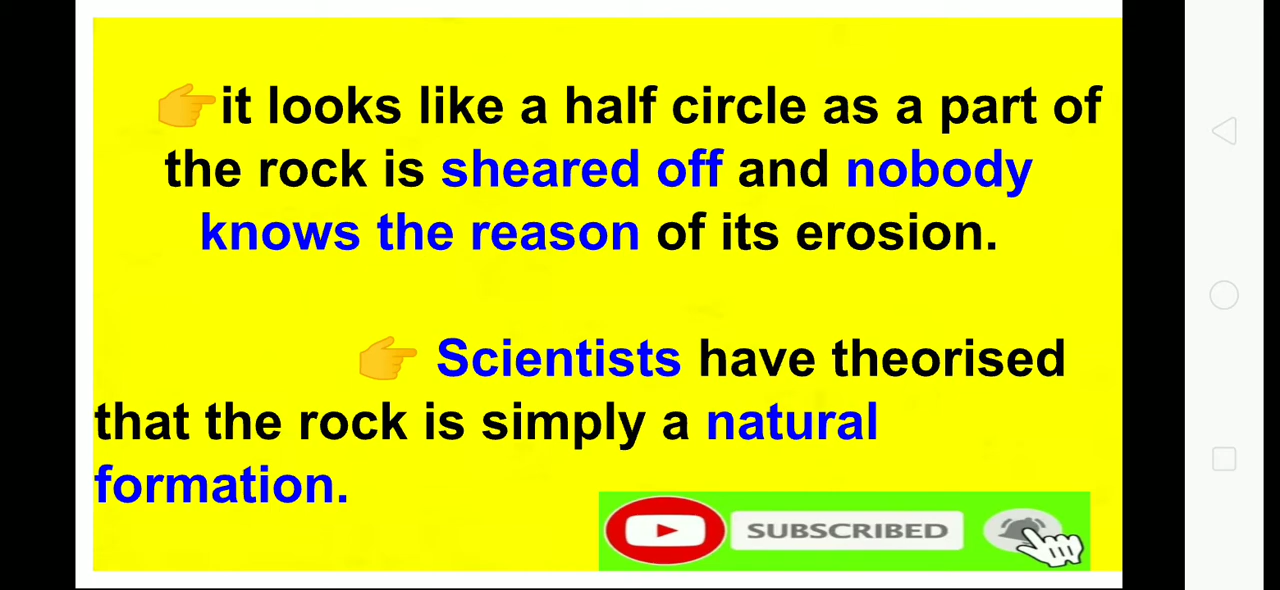 👉it looks like a half circle as a part of
the rock is sheared off and nobody
knows the reason of its erosion.
👉 Scientists have theorised
that the rock is simply a natural
formation.
SUBSCRIBED